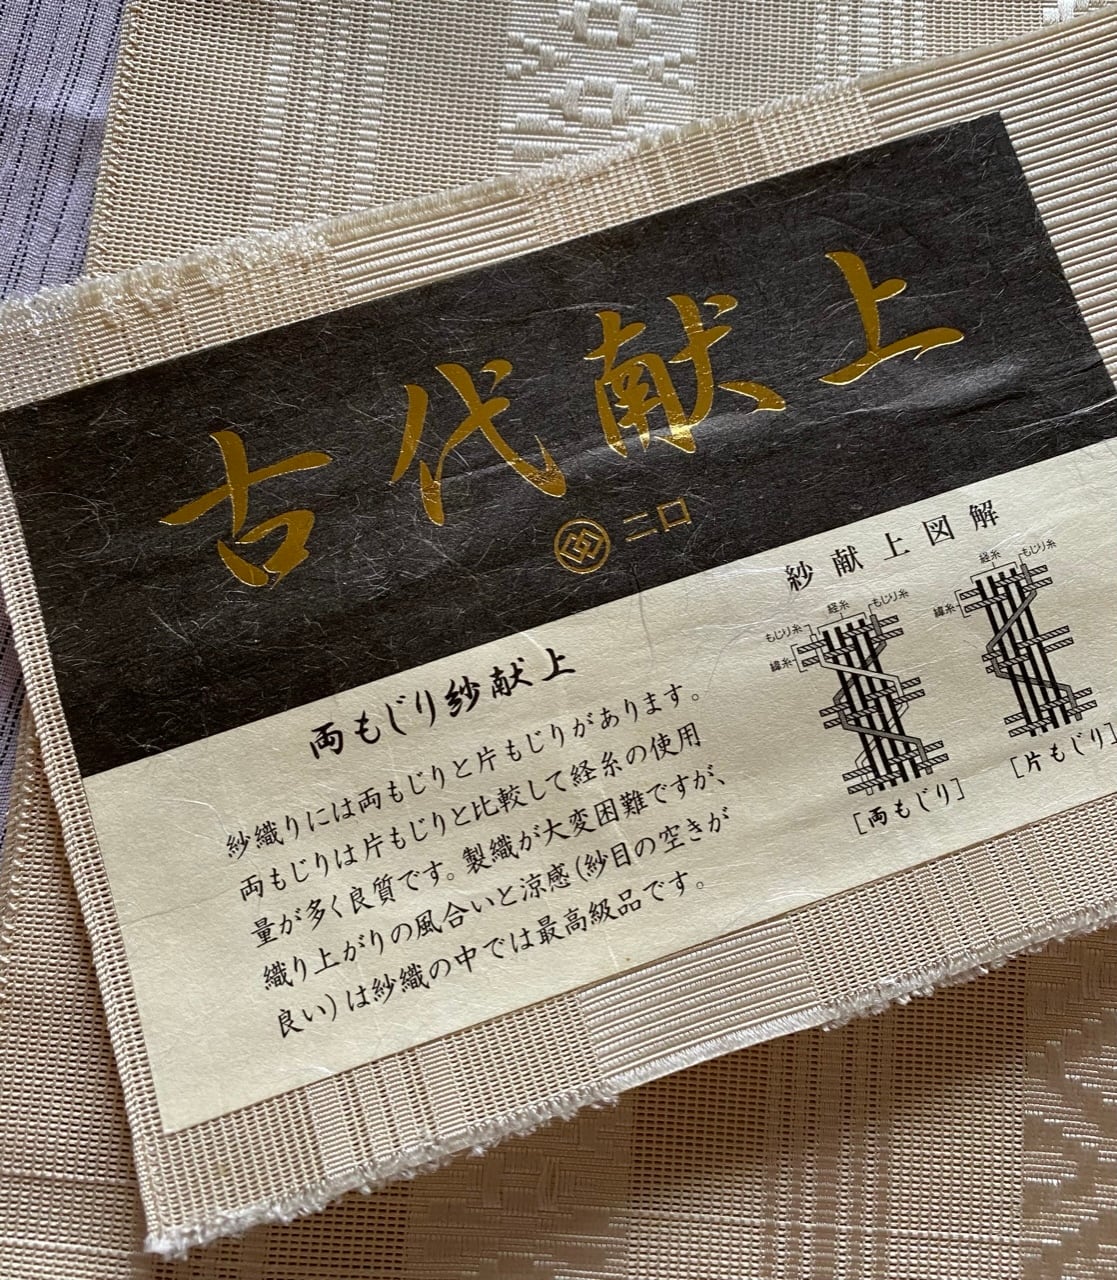 古代献上
二口
両もじり紗献上
紗織りには両もじりと片もじりがあります。
両もじりは片もじりと比較して経糸の使用
量が多く良質です。製織が大変困難ですが、
織り上がりの風合いと涼感(紗目の空きが
良い)は紗織の中では最高級品です。
紗献上図解
もじり糸
経糸
もじり糸
緯糸
[両もじり]
経糸
もじり糸
緯糸
[片もじり]